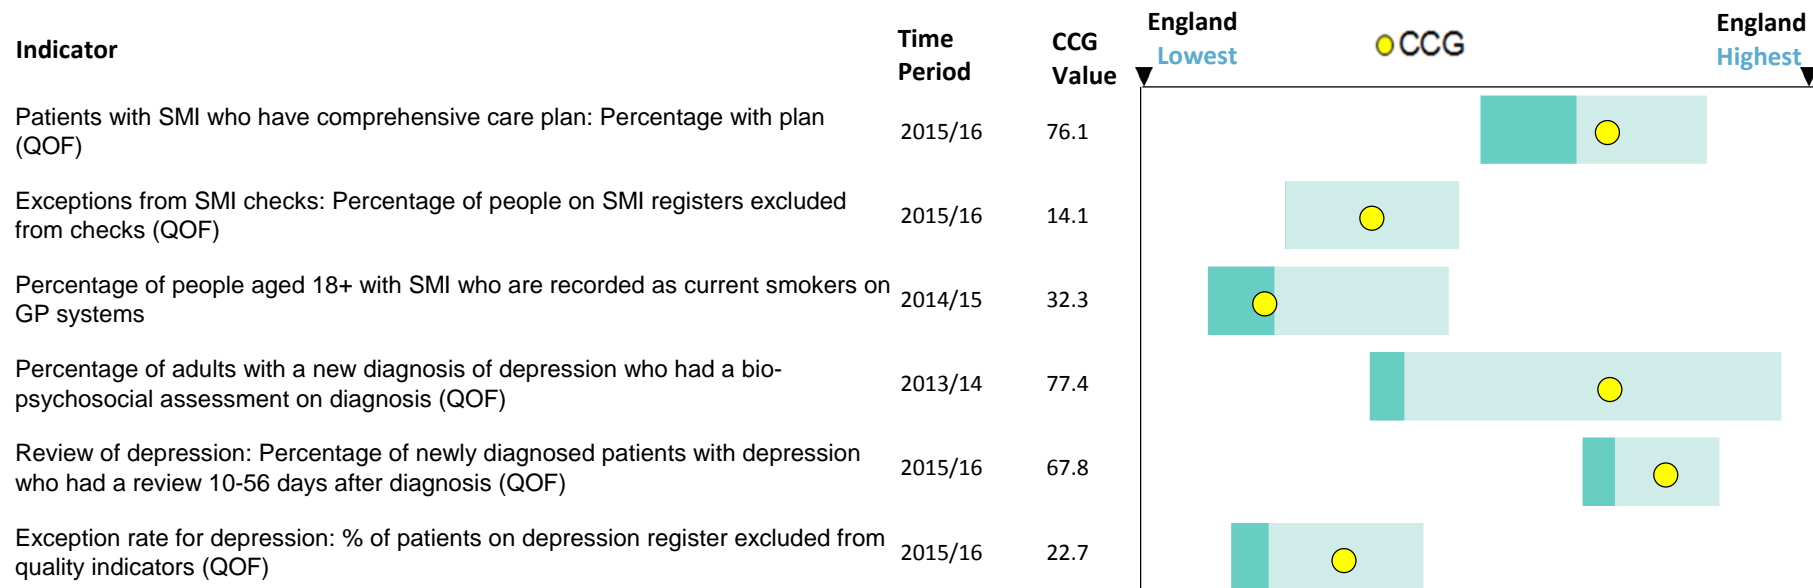 Indicator
Time
Period
CCG
Value
England
Lowest
CCG
England
Highest
Patients with SMI who have comprehensive care plan: Percentage with plan
(QOF)
2015/16
76.1
Exceptions from SMI checks: Percentage of people on SMI registers excluded
from checks (QOF)
2015/16
14.1
Percentage of people aged 18+ with SMI who are recorded as current smokers on
GP systems
2014/15
32.3
Percentage of adults with a new diagnosis of depression who had a bio-
psychosocial assessment on diagnosis (QOF)
2013/14
77.4
Review of depression: Percentage of newly diagnosed patients with depression
who had a review 10-56 days after diagnosis (QOF)
2015/16
67.8
Exception rate for depression: % of patients on depression register excluded from
quality indicators (QOF)
2015/16
22.7